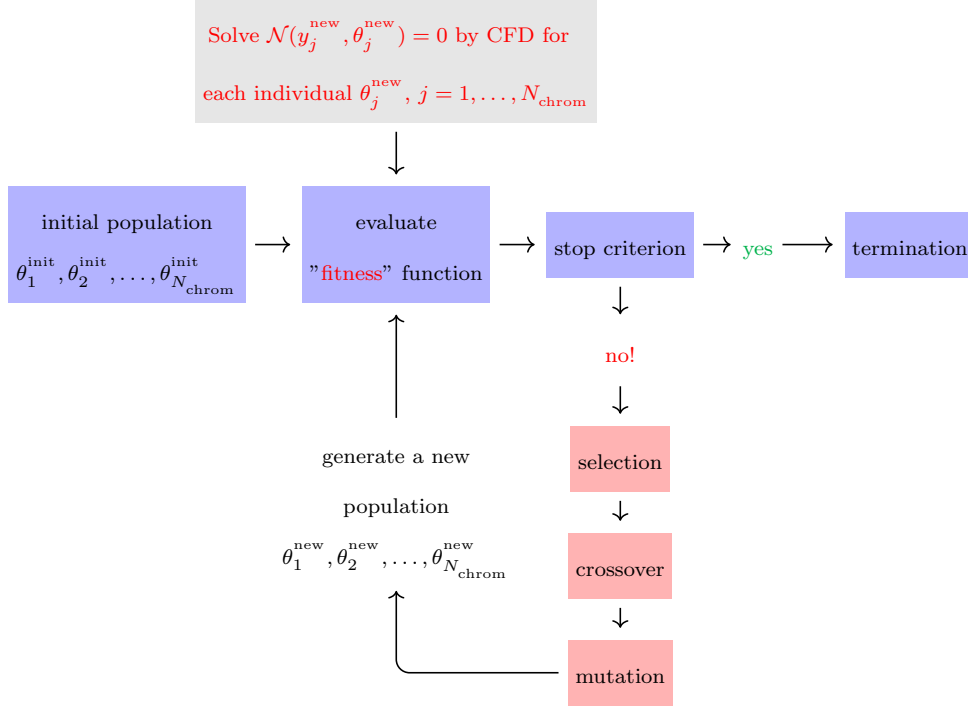 Solve 𝒩(y_j^new, θ_j^new) = 0 by CFD for
each individual θ_j^new, j = 1, . . . , N_chrom
initial population
θ_1^init, θ_2^init, . . . , θ_{N_chrom}^init
evaluate
”fitness” function
stop criterion
yes
termination
no!
selection
crossover
mutation
generate a new
population
θ_1^new, θ_2^new, . . . , θ_{N_chrom}^new